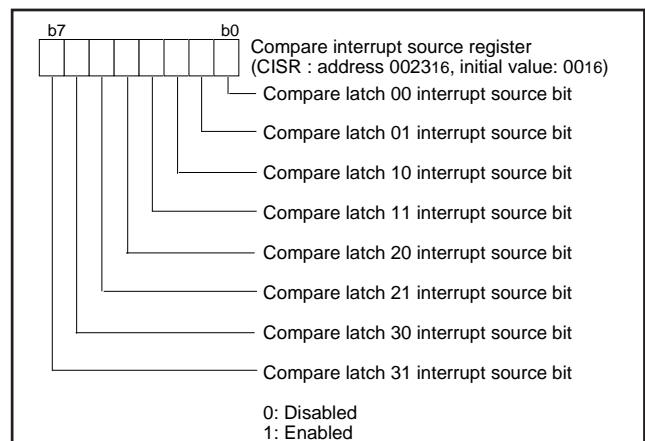 b7 b0
Compare interrupt source register
(CISR : address 002316, initial value: 0016)
Compare latch 00 interrupt source bit
Compare latch 01 interrupt source bit
Compare latch 10 interrupt source bit
Compare latch 11 interrupt source bit
Compare latch 20 interrupt source bit
Compare latch 21 interrupt source bit
Compare latch 30 interrupt source bit
Compare latch 31 interrupt source bit
0: Disabled
1: Enabled